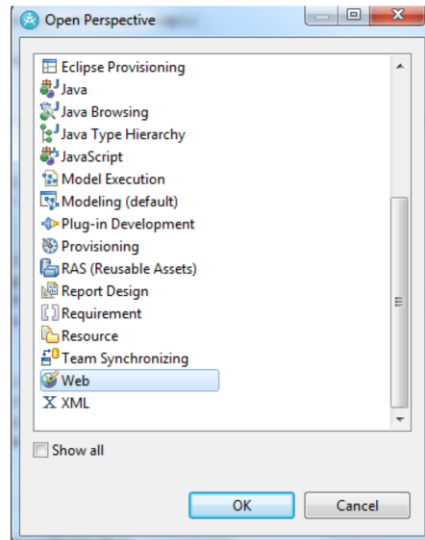 Open Perspective
Eclipse Provisioning
Java
Java Browsing
Java Type Hierarchy
JavaScript
Model Execution
Modeling (default)
Plug-in Development
Provisioning
RAS (Reusable Assets)
Report Design
Requirement
Resource
Team Synchronizing
Web
XML
Show all
OK
Cancel